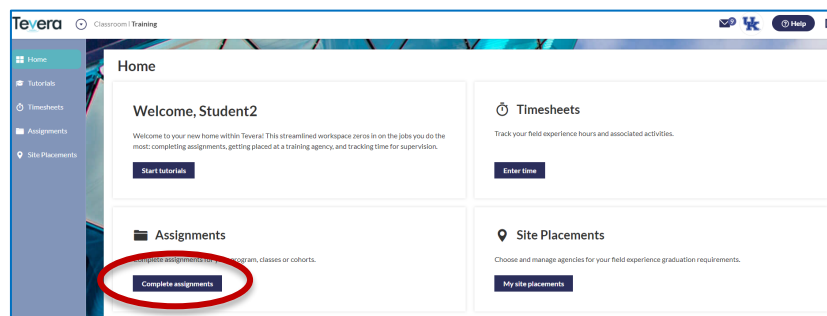 Tevera Classroom | Training 9 UK Help
Home
Tutorials
Timesheets
Assignments
Site Placements
Home
Welcome, Student2
Welcome to your new home within Tevera! This streamlined workspace zeros in on the jobs you do the
most; completing assignments, getting placed at a training agency, and tracking time for supervision.
Start tutorials
Timesheets
Track your field experience hours and associated activities.
Enter time
Assignments
Complete assignments for your program, classes or cohorts.
Complete assignments
Site Placements
Choose and manage agencies for your field experience graduation requirements.
My site placements